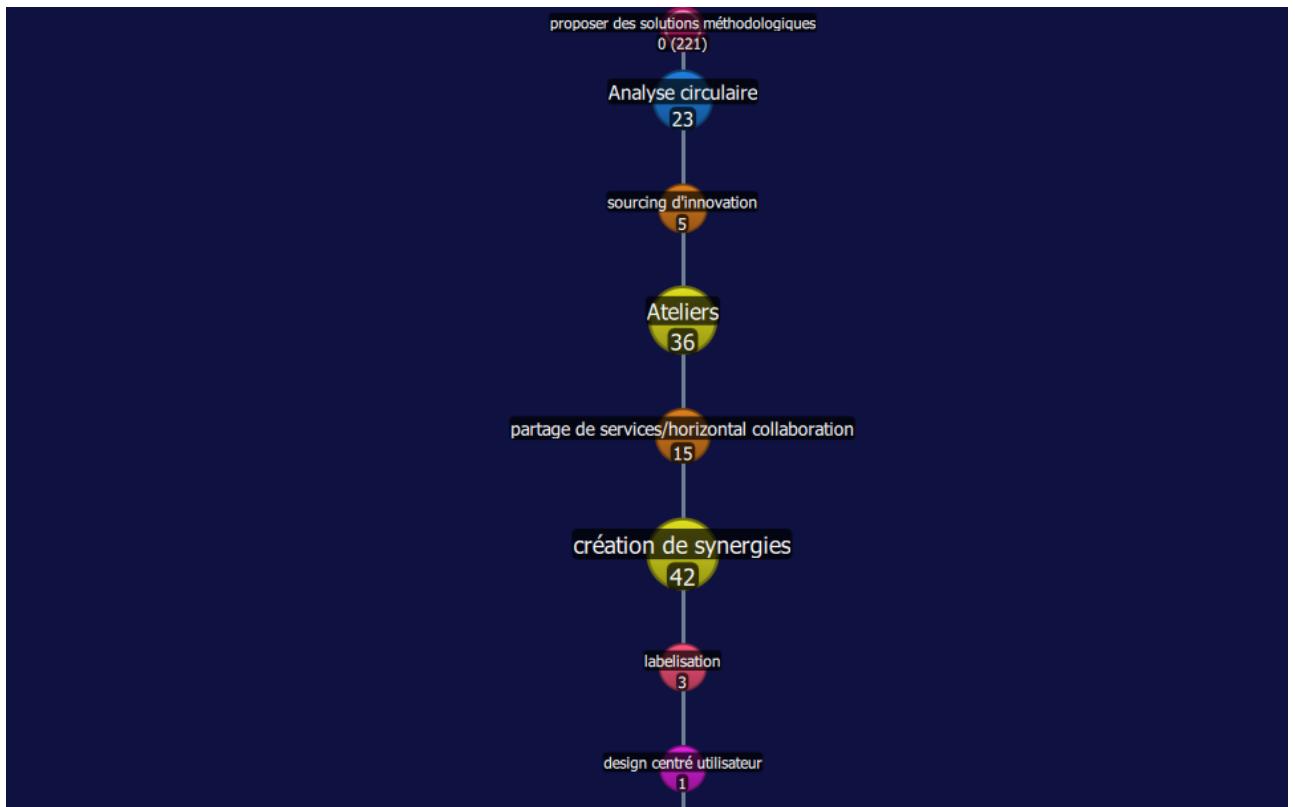 proposer des solutions méthodologiques
0 (221)
Analyse circulaire
23
sourcing d'innovation
5
Ateliers
36
partage de services/horizontal collaboration
15
création de synergies
42
labelisation
3
design centré utilisateur
1